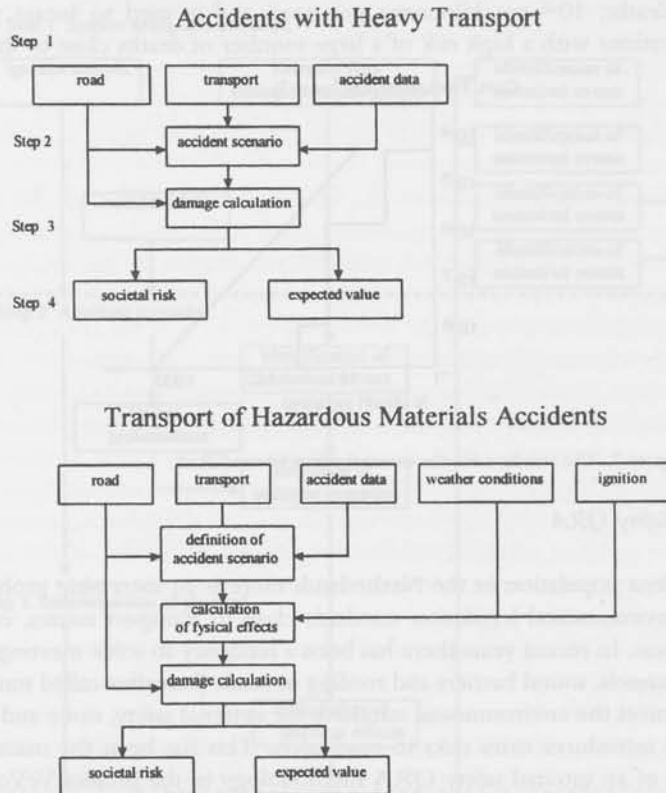 Accidents with Heavy Transport
Step 1
road transport accident data
Step 2
accident scenario
damage calculation
Step 3
Step 4
societal risk expected value
Transport of Hazardous Materials Accidents
road transport accident data weather conditions ignition
definition of
accident scenario
calculation
of fysical effects
damage calculation
societal risk expected value